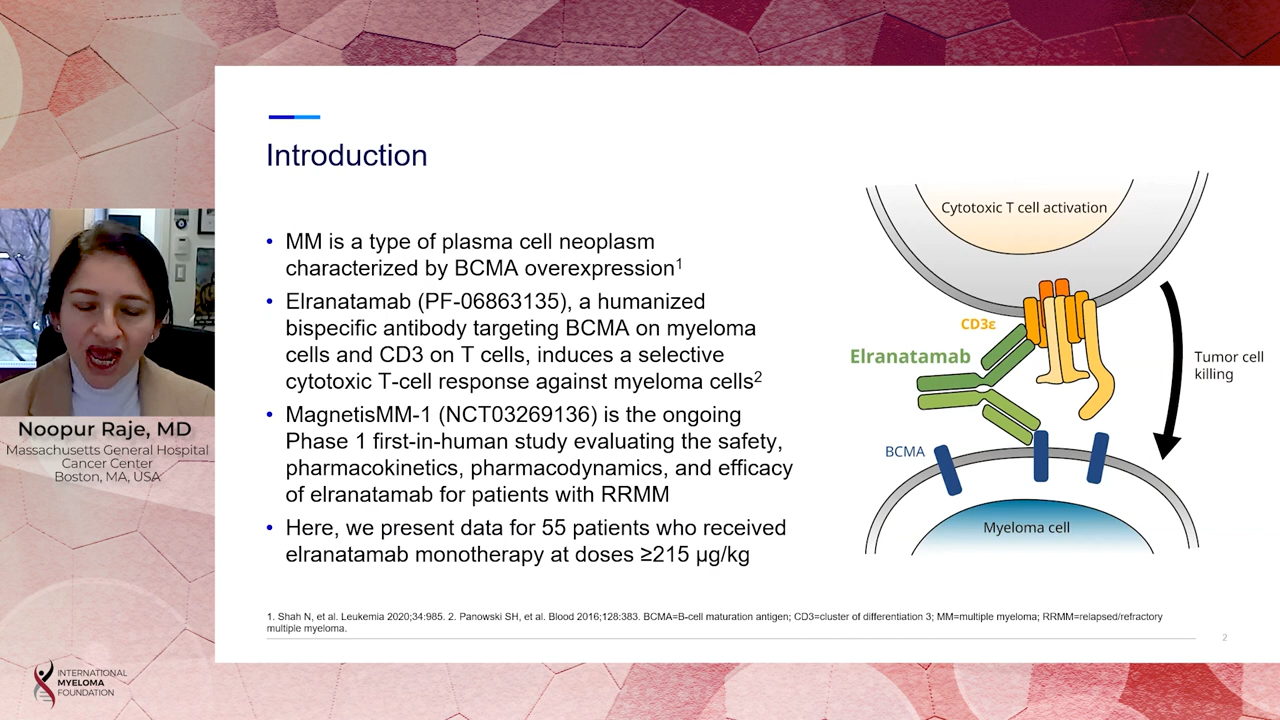 Introduction
• MM is a type of plasma cell neoplasm
characterized by BCMA overexpression1
• Elranatamab (PF-06863135), a humanized
bispecific antibody targeting BCMA on myeloma
cells and CD3 on T cells, induces a selective
cytotoxic T-cell response against myeloma cells2
• MagnetisMM-1 (NCT03269136) is the ongoing
Phase 1 first-in-human study evaluating the safety,
pharmacokinetics, pharmacodynamics, and efficacy
of elranatamab for patients with RRMM
• Here, we present data for 55 patients who received
elranatamab monotherapy at doses ≥215 μg/kg
Cytotoxic T cell activation
CD3ε
Elranatamab
Tumor cell
killing
BCMA
Myeloma cell
1. Shah N, et al. Leukemia 2020;34:985. 2. Panowski SH, et al. Blood 2016;128:383. BCMA=B-cell maturation antigen; CD3=cluster of differentiation 3; MM=multiple myeloma; RRMM=relapsed/refractory
multiple myeloma.
2
Noopur Raje, MD
Massachusetts General Hospital
Cancer Center
Boston, MA, USA
INTERNATIONAL
MYELOMA
FOUNDATION